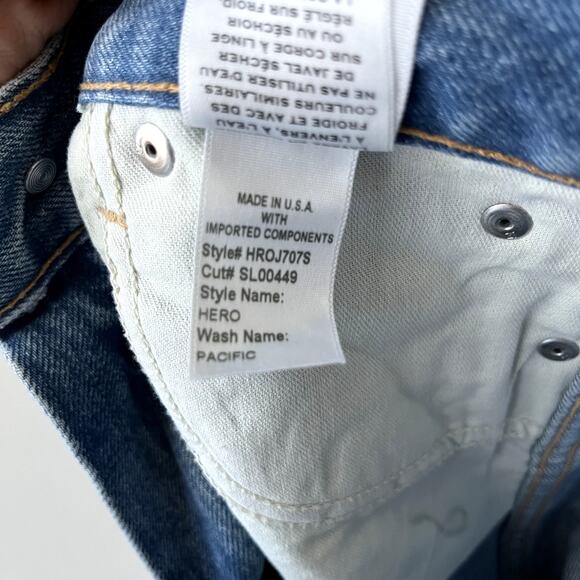 À L'ENVERS, À L'EAU
FROIDE ET AVEC DES
COULEURS SIMILAIRES.
NE PAS UTILISER D'EAU
DE JAVEL SÉCHER
SUR CORDE À LINGE
OU AU SÉCHOIR
RÉGLÉ SUR FROID.
MADE IN U.S.A
WITH
IMPORTED COMPONENTS
Style# HROJ707S
Cut# SL00449
Style Name:
HERO
Wash Name:
PACIFIC